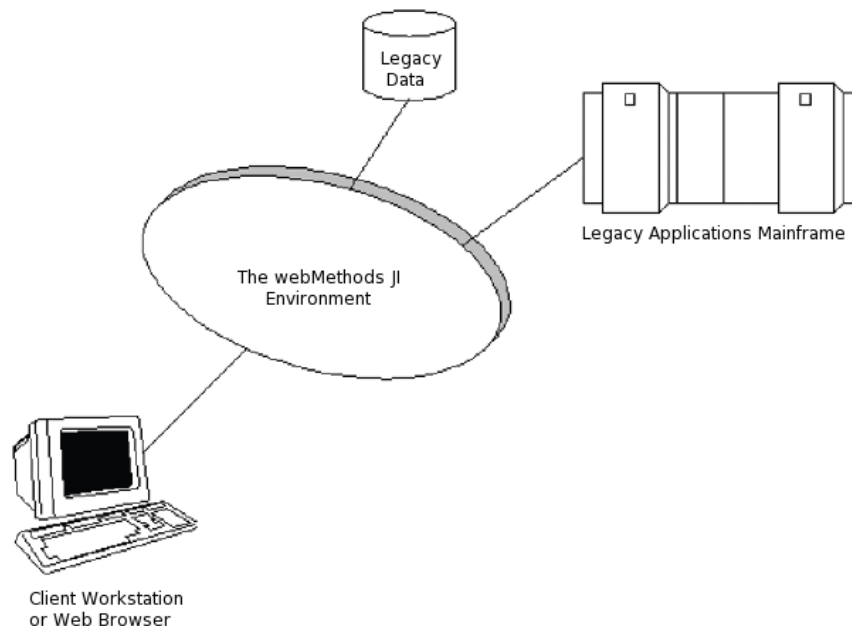 Legacy
Data
Legacy Applications Mainframe
The webMethods JI
Environment
Client Workstation
or Web Browser